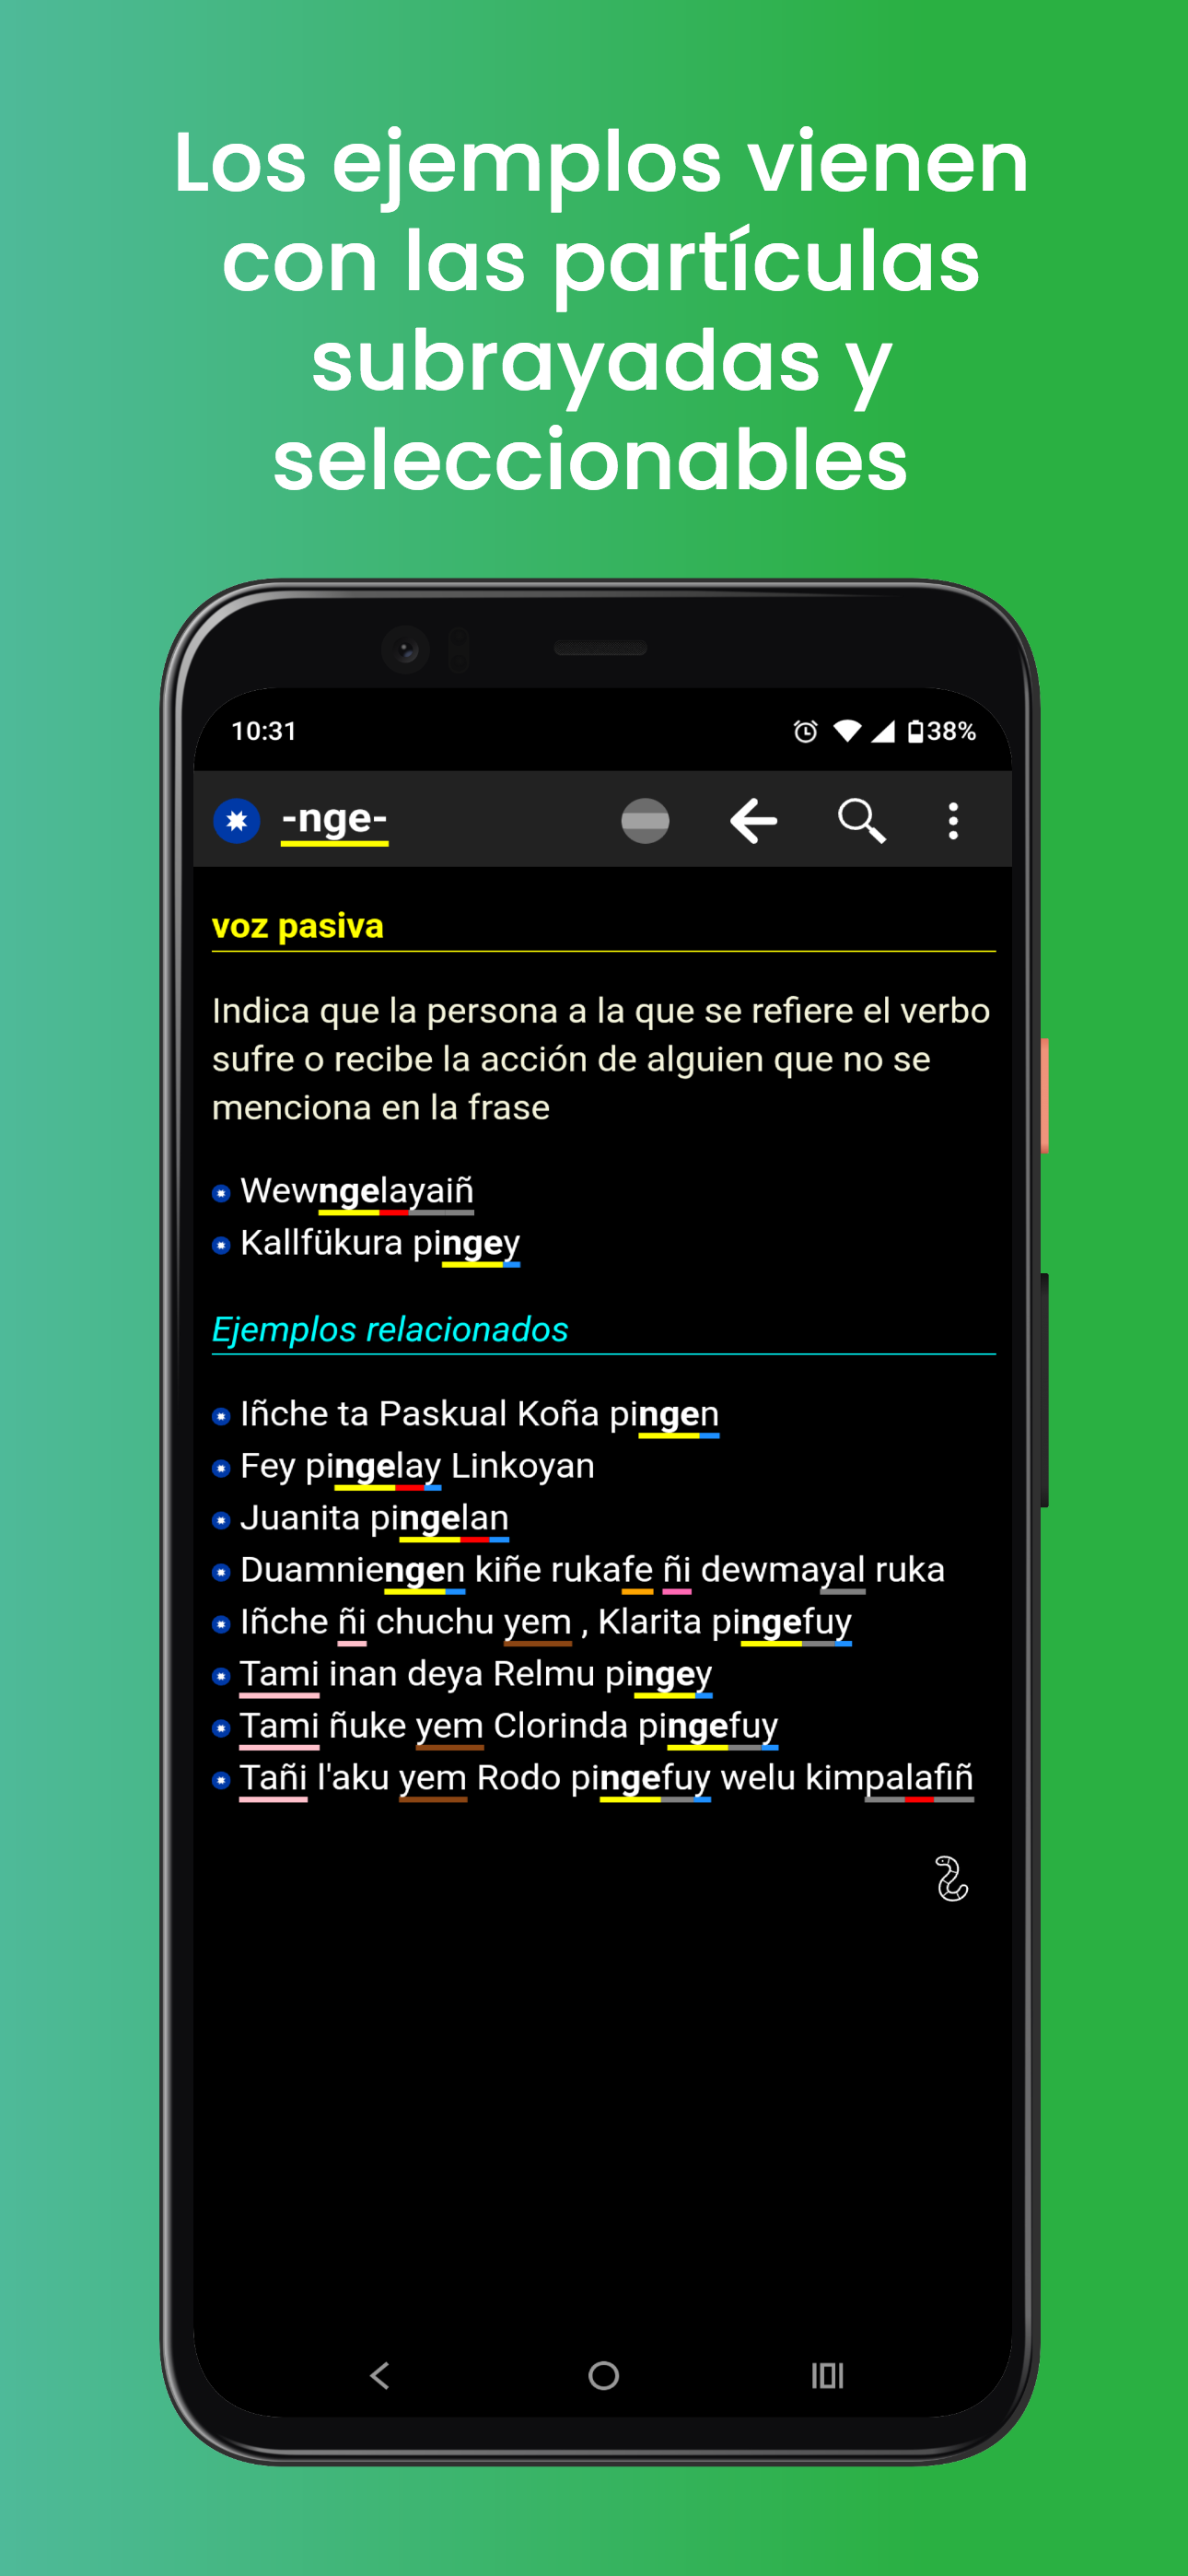 Los ejemplos vienen
con las partículas
subrayadas y
seleccionables
10:31
38%
-nge-
voz pasiva
Indica que la persona a la que se refiere el verbo
sufre o recibe la acción de alguien que no se
menciona en la frase
Wewngelayaiñ
Kallfükura pingey
Ejemplos relacionados
Iñche ta Paskual Koña pingen
Fey pingelay Linkoyan
Juanita pingelan
Duamniengen kiñe rukafe ñi dewmayal ruka
Iñche ñi chuchu yem , Klarita pingefuy
Tami inan deya Relmu pingey
Tami ñuke yem Clorinda pingefuy
Tañi l'aku yem Rodo pingefuy welu kimpalafiñ